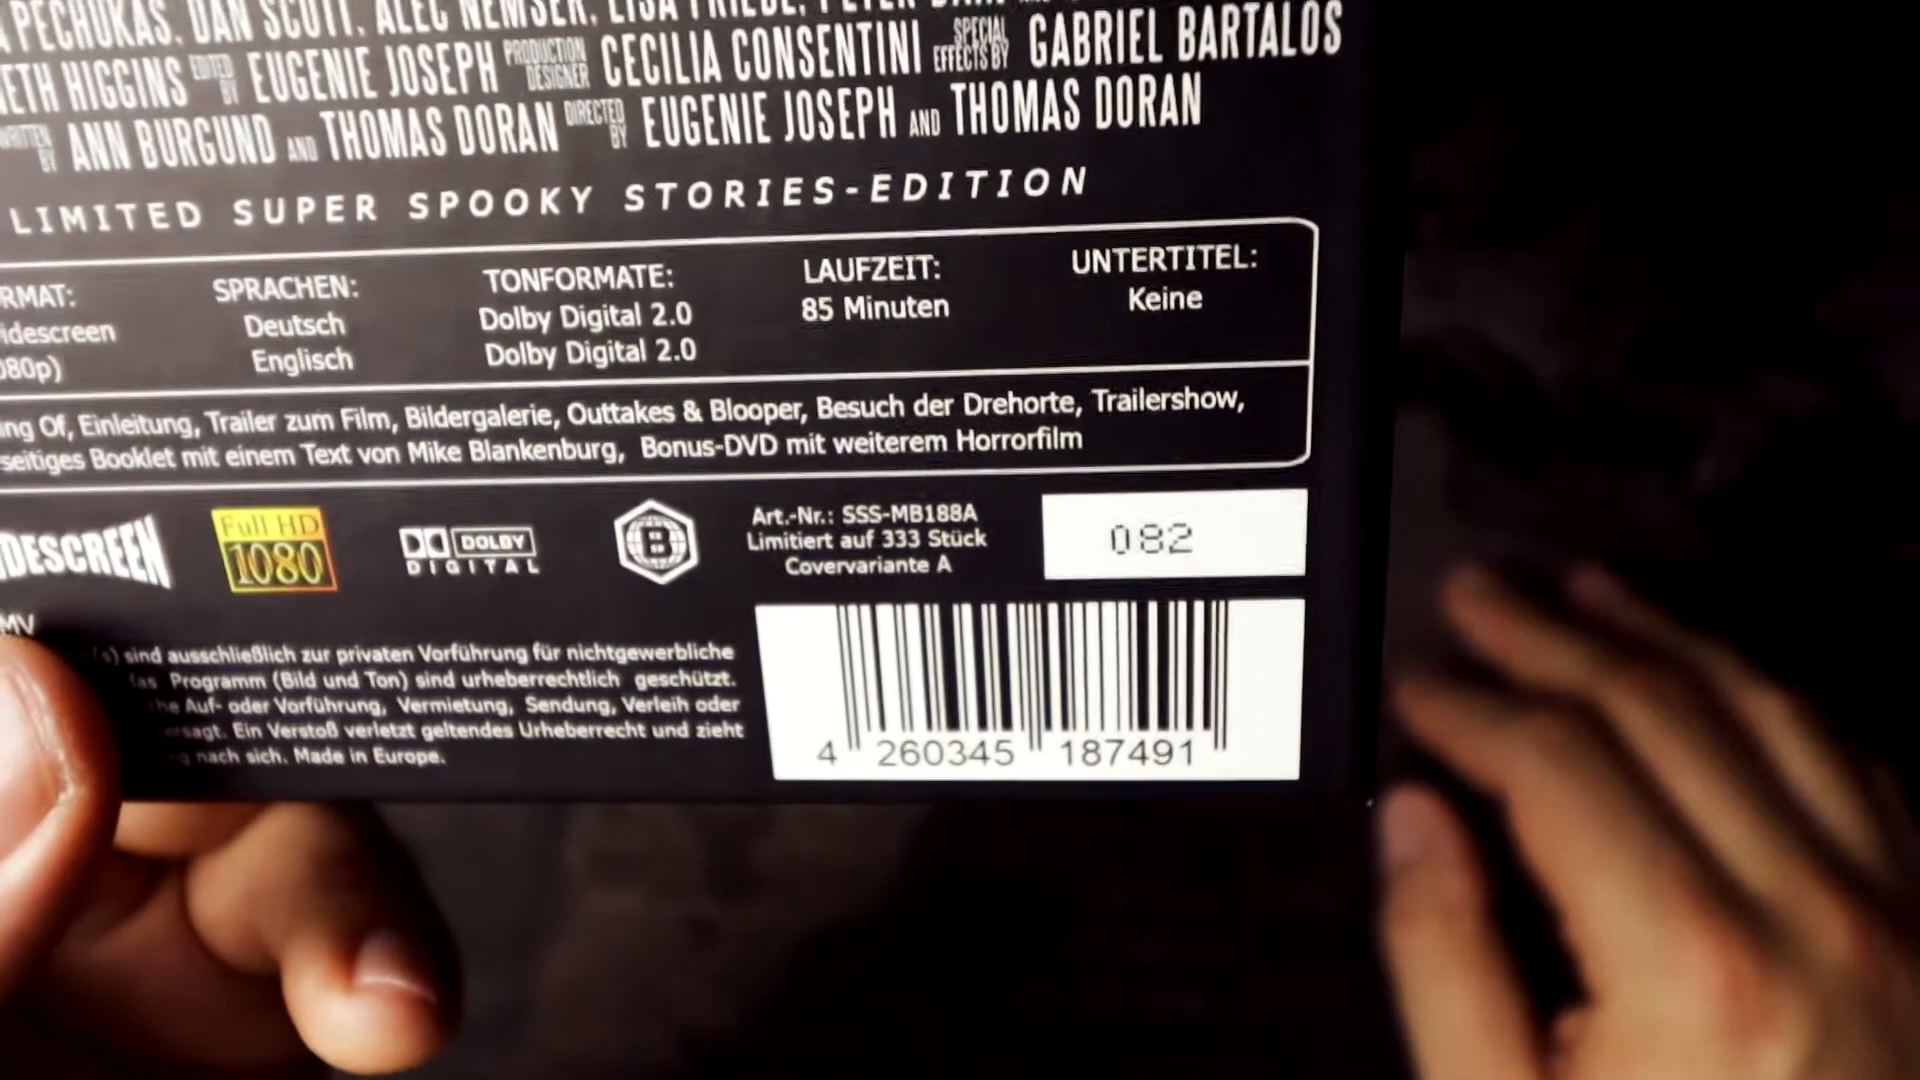 PECHUKAS, DAN SCOTT, ALEC NEMSER, LISA FRIEDE, PETER
HIGGINS EDITED BY EUGENIE JOSEPH PRODUCTION DESIGNER CECILIA CONSENTINI SPECIAL EFFECTS BY GABRIEL BARTALOS
WRITTEN BY ANN BURGUND AND THOMAS DORAN DIRECTED BY EUGENIE JOSEPH AND THOMAS DORAN
LIMITED SUPER SPOOKY STORIES-EDITION
SPRACHEN:
Deutsch
Englisch
TONFORMATE:
Dolby Digital 2.0
Dolby Digital 2.0
LAUFZEIT:
85 Minuten
UNTERTITEL:
Keine
Of, Einleitung, Trailer zum Film, Bildergalerie, Outtakes & Blooper, Besuch der Drehorte, Trailershow,
seitiges Booklet mit einem Text von Mike Blankenburg, Bonus-DVD mit weiterem Horrorfilm
DESCREEN
Full HD
1080
DOLBY
DIGITAL
B
Art.-Nr.: SSS-MB188A
Limitiert auf 333 Stück
Covervariante A
082
MV
sind ausschließlich zur privaten Vorführung für nichtgewerbliche
Programm (Bild und Ton) sind urheberrechtlich geschützt.
Auf- oder Vorführung, Vermietung, Sendung, Verleih oder
Ein Verstoß verletzt geltendes Urheberrecht und zieht
nach sich. Made in Europe.
4 260345 187491